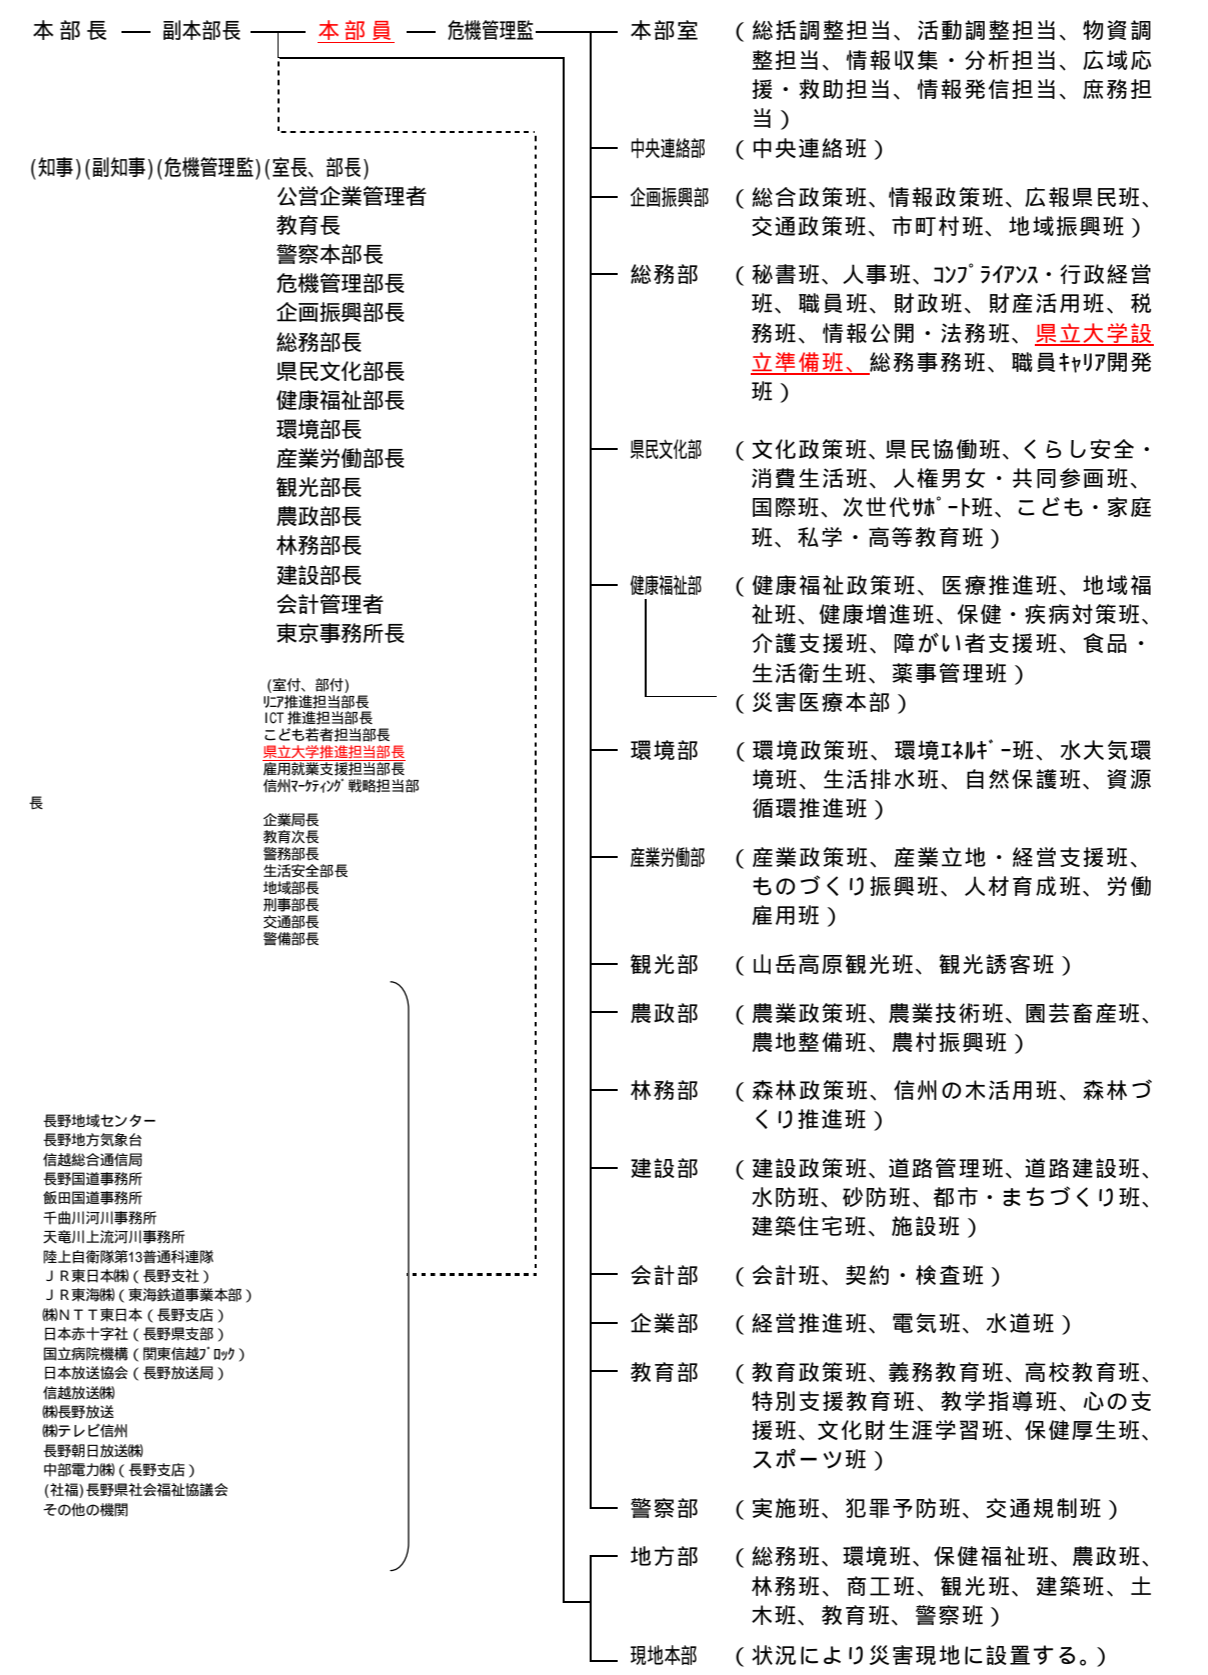 本部長 副本部長 本部員 危機管理監
(知事)(副知事)(危機管理監)(室長、部長)
公営企業管理者
教育長
警察本部長
危機管理部長
企画振興部長
総務部長
県民文化部長
健康福祉部長
環境部長
産業労働部長
観光部長
農政部長
林務部長
建設部長
会計管理者
東京事務所長
(室付、部付)
ﾘﾆｱ推進担当部長
ICT推進担当部長
こども若者担当部長
県立大学推進担当部長
雇用就業支援担当部長
信州ﾏｰｹﾃｨﾝｸﾞ戦略担当部
長
企業局長
教育次長
警務部長
生活安全部長
地域部長
刑事部長
交通部長
警備部長
長野地域センター
長野地方気象台
信越総合通信局
長野国道事務所
飯田国道事務所
千曲川河川事務所
天竜川上流河川事務所
陸上自衛隊第13普通科連隊
ＪＲ東日本㈱（長野支社）
ＪＲ東海㈱（東海鉄道事業本部）
㈱ＮＴＴ東日本（長野支店）
日本赤十字社（長野県支部）
国立病院機構（関東信越ﾌﾞﾛｯｸ）
日本放送協会（長野放送局）
信越放送㈱
㈱長野放送
㈱テレビ信州
長野朝日放送㈱
中部電力㈱（長野支店）
(社福)長野県社会福祉協議会
その他の機関
本部室 （総括調整担当、活動調整担当、物資調
整担当、情報収集・分析担当、広域応
援・救助担当、情報発信担当、庶務担
当）
中央連絡部 （中央連絡班）
企画振興部 （総合政策班、情報政策班、広報県民班、
交通政策班、市町村班、地域振興班）
総務部 （秘書班、人事班、ｺﾝﾌﾟﾗｲｱﾝｽ・行政経営
班、職員班、財政班、財産活用班、税
務班、情報公開・法務班、県立大学設
立準備班、総務事務班、職員ｷｬﾘｱ開発
班）
県民文化部 （文化政策班、県民協働班、くらし安全・
消費生活班、人権男女・共同参画班、
国際班、次世代ｻﾎﾟｰﾄ班、こども・家庭
班、私学・高等教育班）
健康福祉部 （健康福祉政策班、医療推進班、地域福
祉班、健康増進班、保健・疾病対策班、
介護支援班、障がい者支援班、食品・
生活衛生班、薬事管理班）
（災害医療本部）
環境部 （環境政策班、環境ｴﾈﾙｷﾞｰ班、水大気環
境班、生活排水班、自然保護班、資源
循環推進班）
産業労働部 （産業政策班、産業立地・経営支援班、
ものづくり振興班、人材育成班、労働
雇用班）
観光部 （山岳高原観光班、観光誘客班）
農政部 （農業政策班、農業技術班、園芸畜産班、
農地整備班、農村振興班）
林務部 （森林政策班、信州の木活用班、森林づ
くり推進班）
建設部 （建設政策班、道路管理班、道路建設班、
水防班、砂防班、都市・まちづくり班、
建築住宅班、施設班）
会計部 （会計班、契約・検査班）
企業部 （経営推進班、電気班、水道班）
教育部 （教育政策班、義務教育班、高校教育班、
特別支援教育班、教学指導班、心の支
援班、文化財生涯学習班、保健厚生班、
スポーツ班）
警察部 （実施班、犯罪予防班、交通規制班）
地方部 （総務班、環境班、保健福祉班、農政班、
林務班、商工班、観光班、建築班、土
木班、教育班、警察班）
現地本部 （状況により災害現地に設置する。）